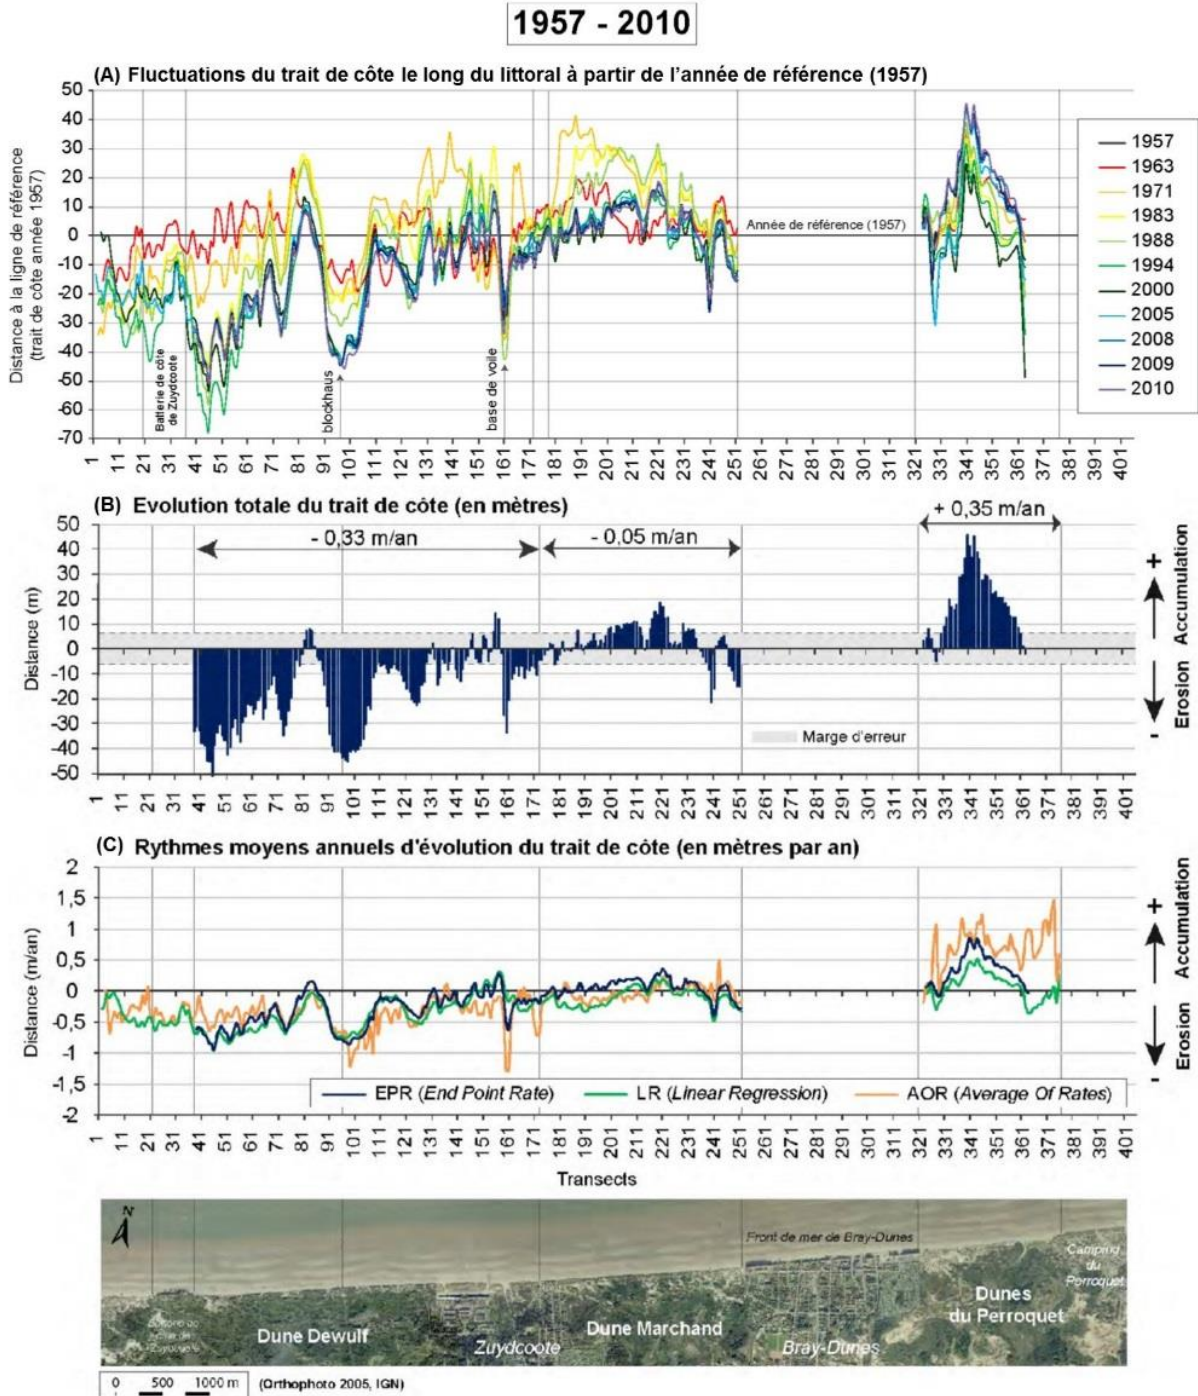 1957 - 2010
(A) Fluctuations du trait de côte le long du littoral à partir de l'année de référence (1957)
Distance à la ligne de référence
(trait de côte année 1957)
50
40
30
20
10
0
-10
-20
-30
-40
-50
-60
-70
Année de référence (1957)
Batterie de côte
de Zuydcoote
blockhaus
base de voile
1957
1963
1971
1983
1988
1994
2000
2005
2008
2009
2010
1 11 21 31 41 51 61 71 81 91 101 111 121 131 141 151 161 171 181 191 201 211 221 231 241 251 261 271 281 291 301 311 321 331 341 351 361 371 381 391 401
(B) Evolution totale du trait de côte (en mètres)
- 0,33 m/an - 0,05 m/an + 0,35 m/an
Distance (m)
50
40
30
20
10
0
-10
-20
-30
-40
-50
Marge d'erreur
+
Accumulation
Erosion
-
1 11 21 31 41 51 61 71 81 91 101 111 121 131 141 151 161 171 181 191 201 211 221 231 241 251 261 271 281 291 301 311 321 331 341 351 361 371 381 391 401
(C) Rythmes moyens annuels d'évolution du trait de côte (en mètres par an)
Distance (m/an)
2
1,5
1
0,5
0
-0,5
-1
-1,5
-2
+
Accumulation
Erosion
-
EPR (End Point Rate) LR (Linear Regression) AOR (Average Of Rates)
1 11 21 31 41 51 61 71 81 91 101 111 121 131 141 151 161 171 181 191 201 211 221 231 241 251 261 271 281 291 301 311 321 331 341 351 361 371 381 391 401
Transects
N
Front de mer de Bray-Dunes
Camping
du
Perroquet
Dunes
du Perroquet
Dune Marchand
Dune Dewulf
Zuydcoote
Bray-Dunes
0 500 1000 m (Orthophoto 2005, IGN)